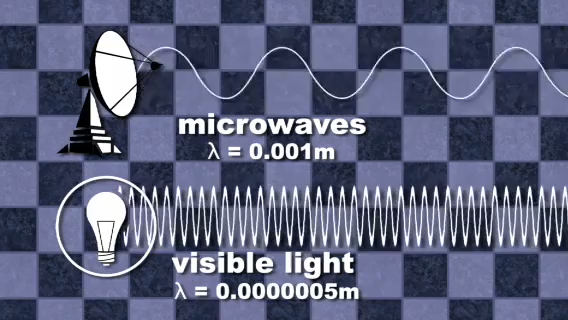 microwaves
λ = 0.001m
visible light
λ = 0.0000005m